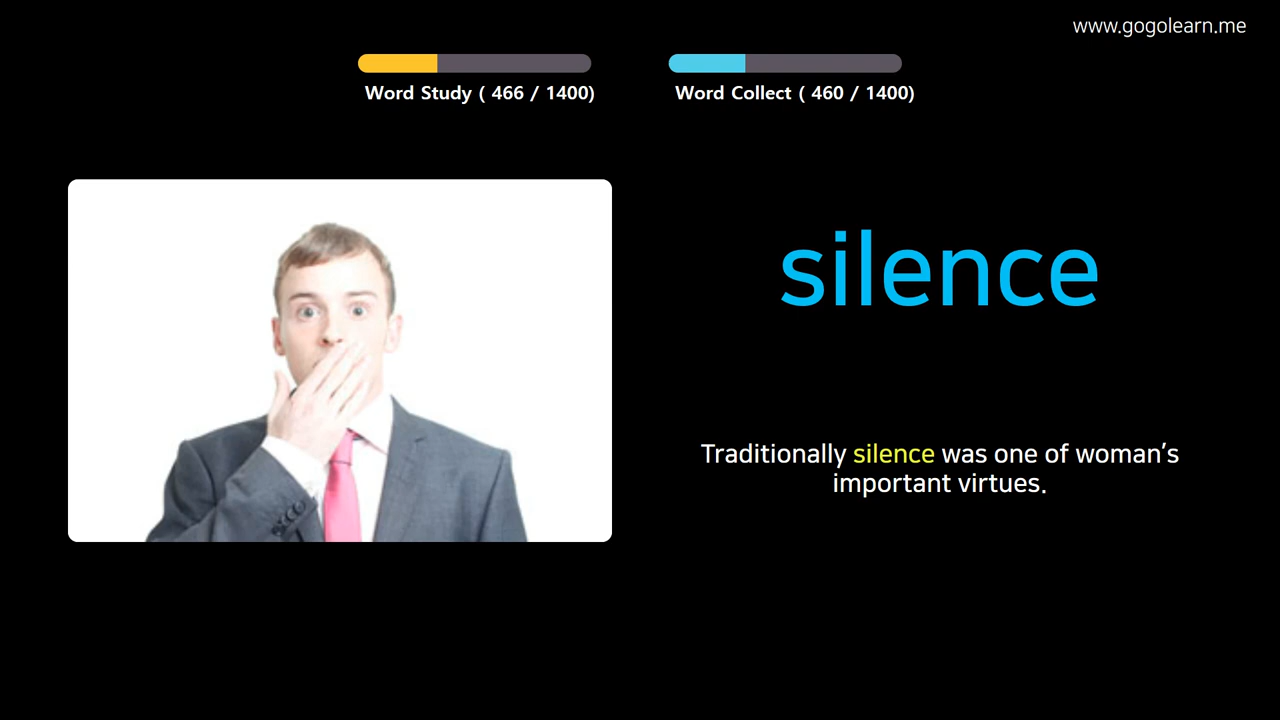 www.gogolearn.me
Word Study ( 466 / 1400)
Word Collect ( 460 / 1400)
silence
Traditionally silence was one of woman's
important virtues.